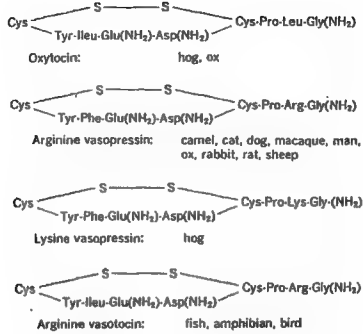 S S
Cys Cys·Pro·Leu·Gly(NH₂)
Tyr·Ileu·Glu(NH₂)·Asp(NH₂)
Oxytocin: hog, ox
S S
Cys Cys·Pro·Arg·Gly(NH₂)
Tyr·Phe·Glu(NH₂)·Asp(NH₂)
Arginine vasopressin: camel, cat, dog, macaque, man,
ox, rabbit, rat, sheep
S S
Cys Cys·Pro·Lys·Gly·(NH₂)
Tyr·Phe·Glu(NH₂)·Asp(NH₂)
Lysine vasopressin: hog
S S
Cys Cys·Pro·Arg·Gly(NH₂)
Tyr·Ileu·Glu(NH₂)·Asp(NH₂)
Arginine vasotocin: fish, amphibian, bird